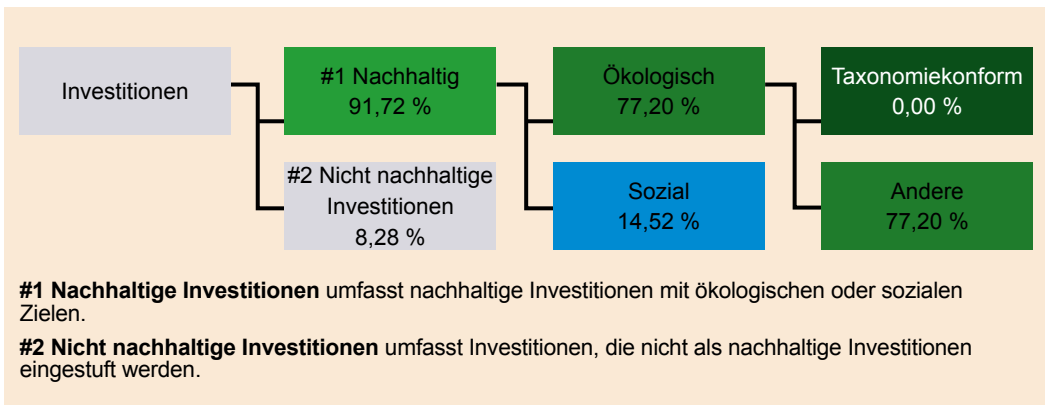 Investitionen
#1 Nachhaltig
91,72 %
Ökologisch
77,20 %
Taxonomiekonform
0,00 %
#2 Nicht nachhaltige
Investitionen
8,28 %
Sozial
14,52 %
Andere
77,20 %
#1 Nachhaltige Investitionen umfasst nachhaltige Investitionen mit ökologischen oder sozialen
Zielen.
#2 Nicht nachhaltige Investitionen umfasst Investitionen, die nicht als nachhaltige Investitionen
eingestuft werden.